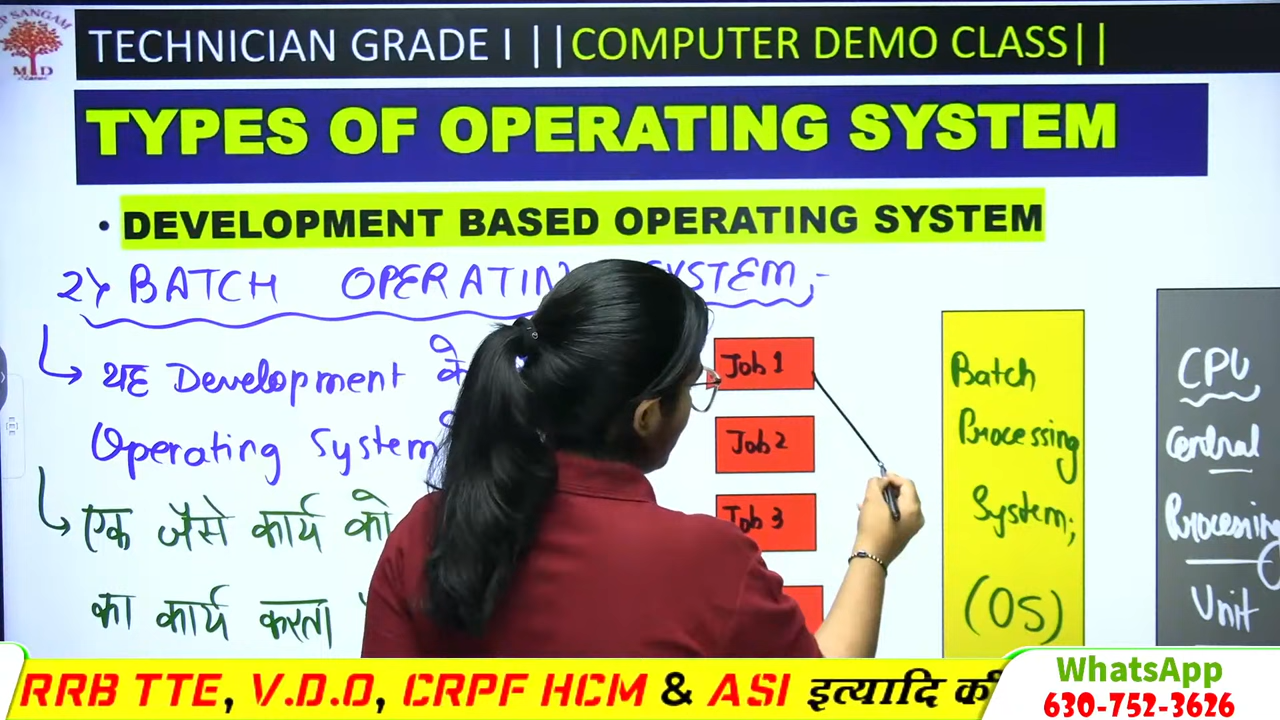 P SANGAM
M D
TECHNICIAN GRADE I ||COMPUTER DEMO CLASS||
TYPES OF OPERATING SYSTEM
• DEVELOPMENT BASED OPERATING SYSTEM
2) BATCH OPERATIN SYSTEM,-
यह Development के
Operating System
एक जैसे कार्य को
का कार्य करता
Job 1
Job 2
Job 3
Batch
Processing
System;
(OS)
CPU
Central
Processing
Unit
RRB TTE, V.D.O, CRPF HCM & ASI इत्यादि की
WhatsApp
630-752-3626